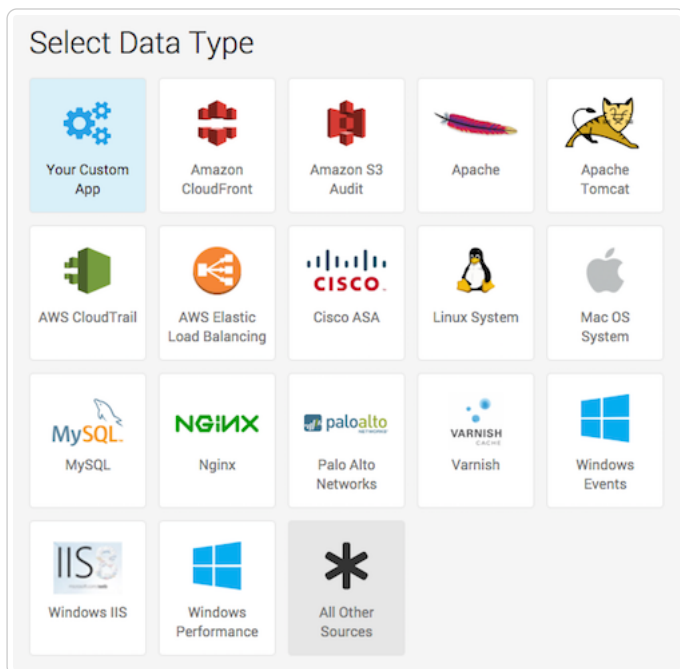 Select Data Type
Your Custom
App
Amazon
CloudFront
Amazon S3
Audit
Apache
Apache
Tomcat
AWS CloudTrail
AWS Elastic
Load Balancing
CISCO
Cisco ASA
Linux System
Mac OS
System
MySQL
MySQL
NGINX
Nginx
paloalto
NETWORKS
Palo Alto
Networks
VARNISH
CACHE
Varnish
Windows
Events
IIS
Windows IIS
Windows
Performance
All Other
Sources